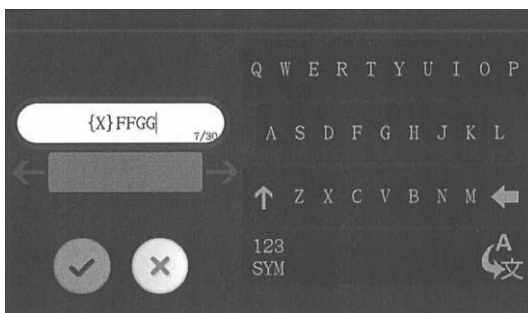 {X}FFGG
7/30
Q W E R T Y U I O P
A S D F G H J K L
Z X C V B N M
123
SYM
A
文